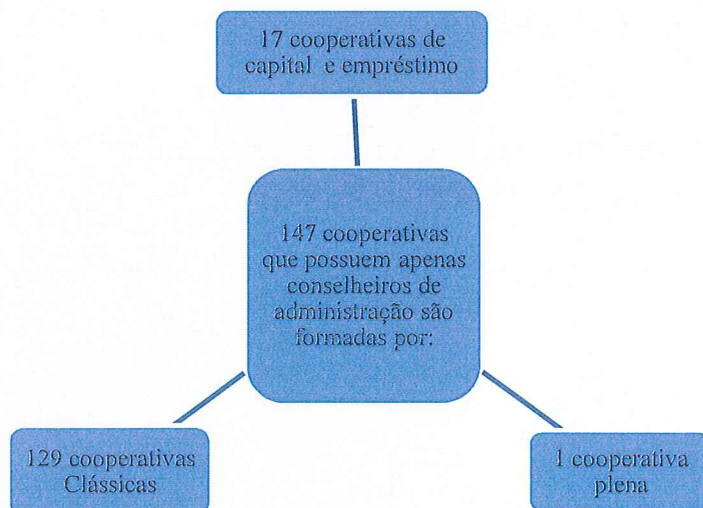 17 cooperativas de
capital e empréstimo
147 cooperativas
que possuem apenas
conselheiros de
administração são
formadas por:
129 cooperativas
Clássicas
1 cooperativa
plena